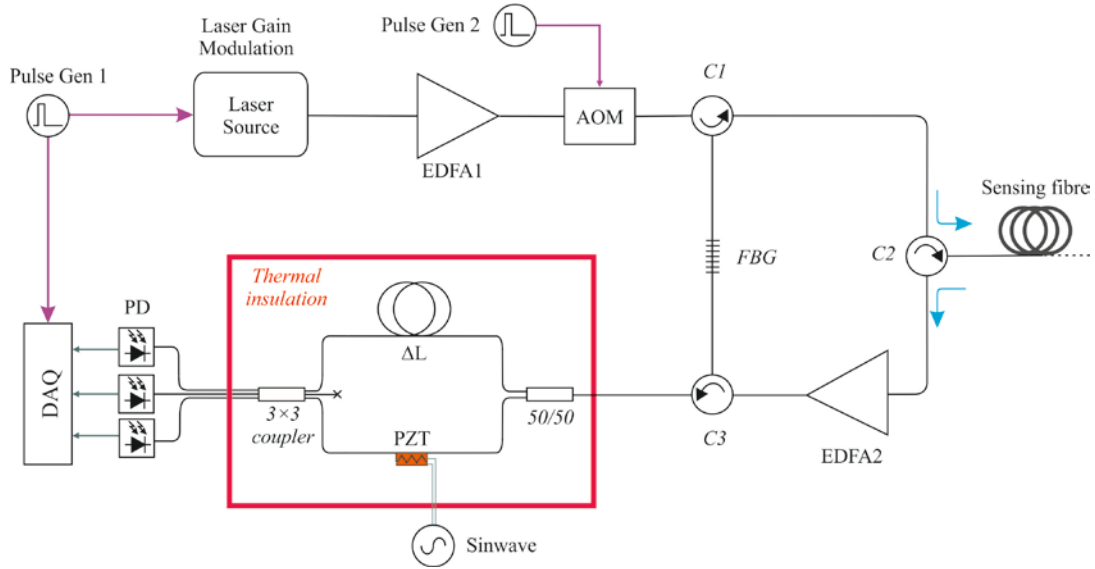 Laser Gain
Modulation
Pulse Gen 2
Pulse Gen 1
C1
Laser
Source
AOM
EDFA1
Sensing fibre
FBG
C2
Thermal
insulation
PD
ΔL
DAQ
3×3
coupler
50/50
PZT
C3
EDFA2
Sinwave